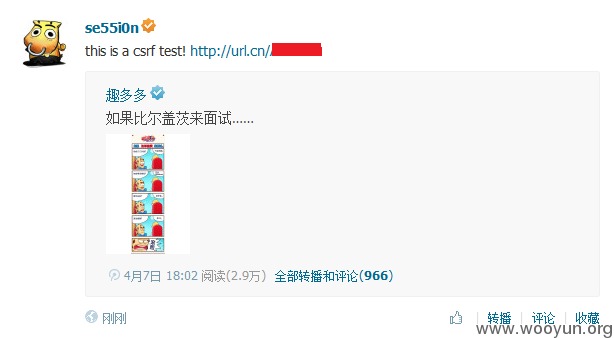 se55i0n
this is a csrf test! http://url.cn/
趣多多
如果比尔盖茨来面试......
4月7日 18:02 阅读(2.9万) 全部转播和评论(966)
刚刚
转播 评论 收藏
www.wooyun.org